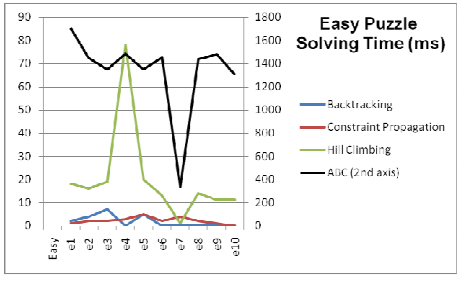 Easy Puzzle
Solving Time (ms)
90
80
70
60
50
40
30
20
10
0
1800
1600
1400
1200
1000
800
600
400
200
0
Backtracking
Constraint Propagation
Hill Climbing
ABC (2nd axis)
Easy
e1
e2
e3
e4
e5
e6
e7
e8
e9
e10